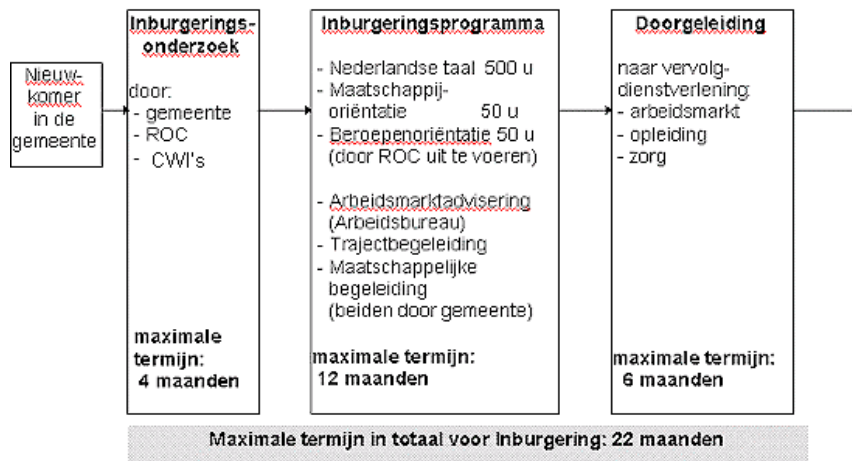 Nieuw-
komer
in de
gemeente
Inburgerings-
onderzoek
door:
- gemeente
- ROC
- CWI's
maximale
termijn:
4 maanden
Inburgeringsprogramma
- Nederlandse taal 500 u
- Maatschappij-
oriëntatie 50 u
- Beroepenoriëntatie 50 u
(door ROC uit te voeren)
- Arbeidsmarktadvisering
(Arbeidsbureau)
- Trajectbegeleiding
- Maatschappelijke
begeleiding
(beiden door gemeente)
maximale termijn:
12 maanden
Doorgeleiding
naar vervolg-
dienstverlening:
- arbeidsmarkt
- opleiding
- zorg
maximale termijn:
6 maanden
Maximale termijn in totaal voor Inburgering: 22 maanden